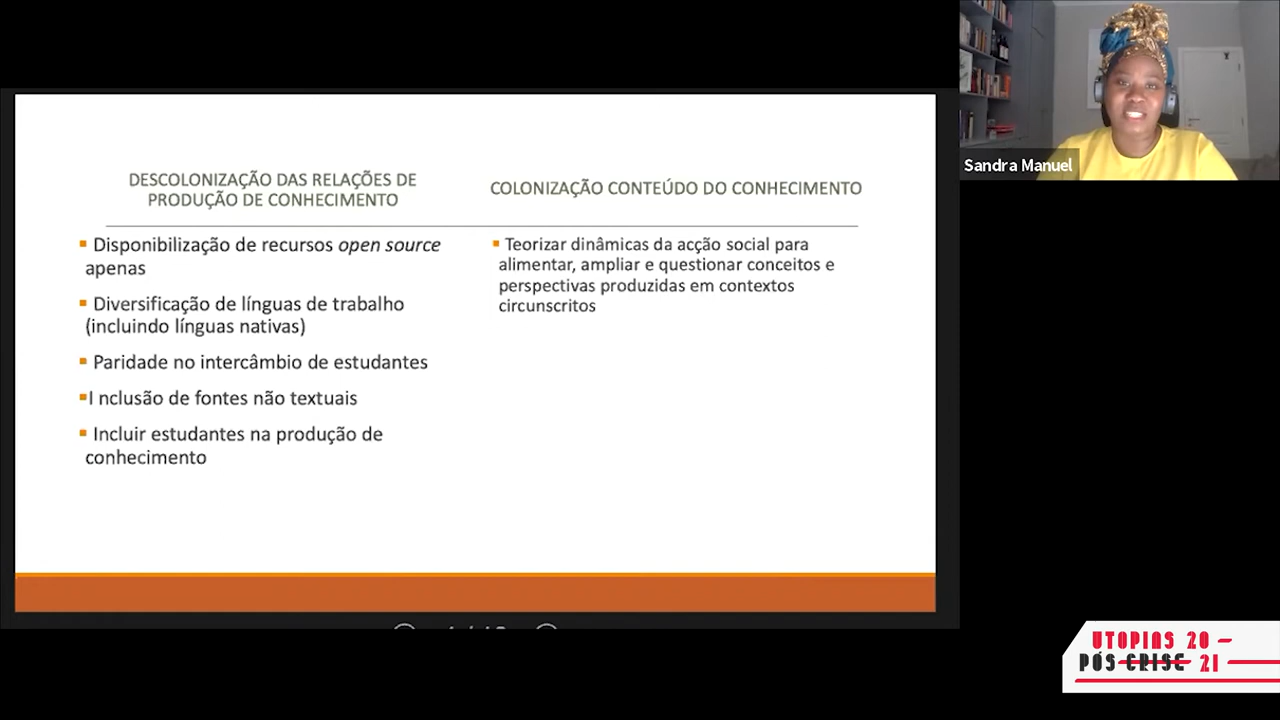 DESCOLONIZAÇÃO DAS RELAÇÕES DE
PRODUÇÃO DE CONHECIMENTO
▪ Disponibilização de recursos open source
apenas
▪ Diversificação de línguas de trabalho
(incluindo línguas nativas)
▪ Paridade no intercâmbio de estudantes
▪I nclusão de fontes não textuais
▪ Incluir estudantes na produção de
conhecimento
COLONIZAÇÃO CONTEÚDO DO CONHECIMENTO
▪ Teorizar dinâmicas da acção social para
alimentar, ampliar e questionar conceitos e
perspectivas produzidas em contextos
circunscritos
Sandra Manuel
UTOPIAS 20
PÓS CRISE 21